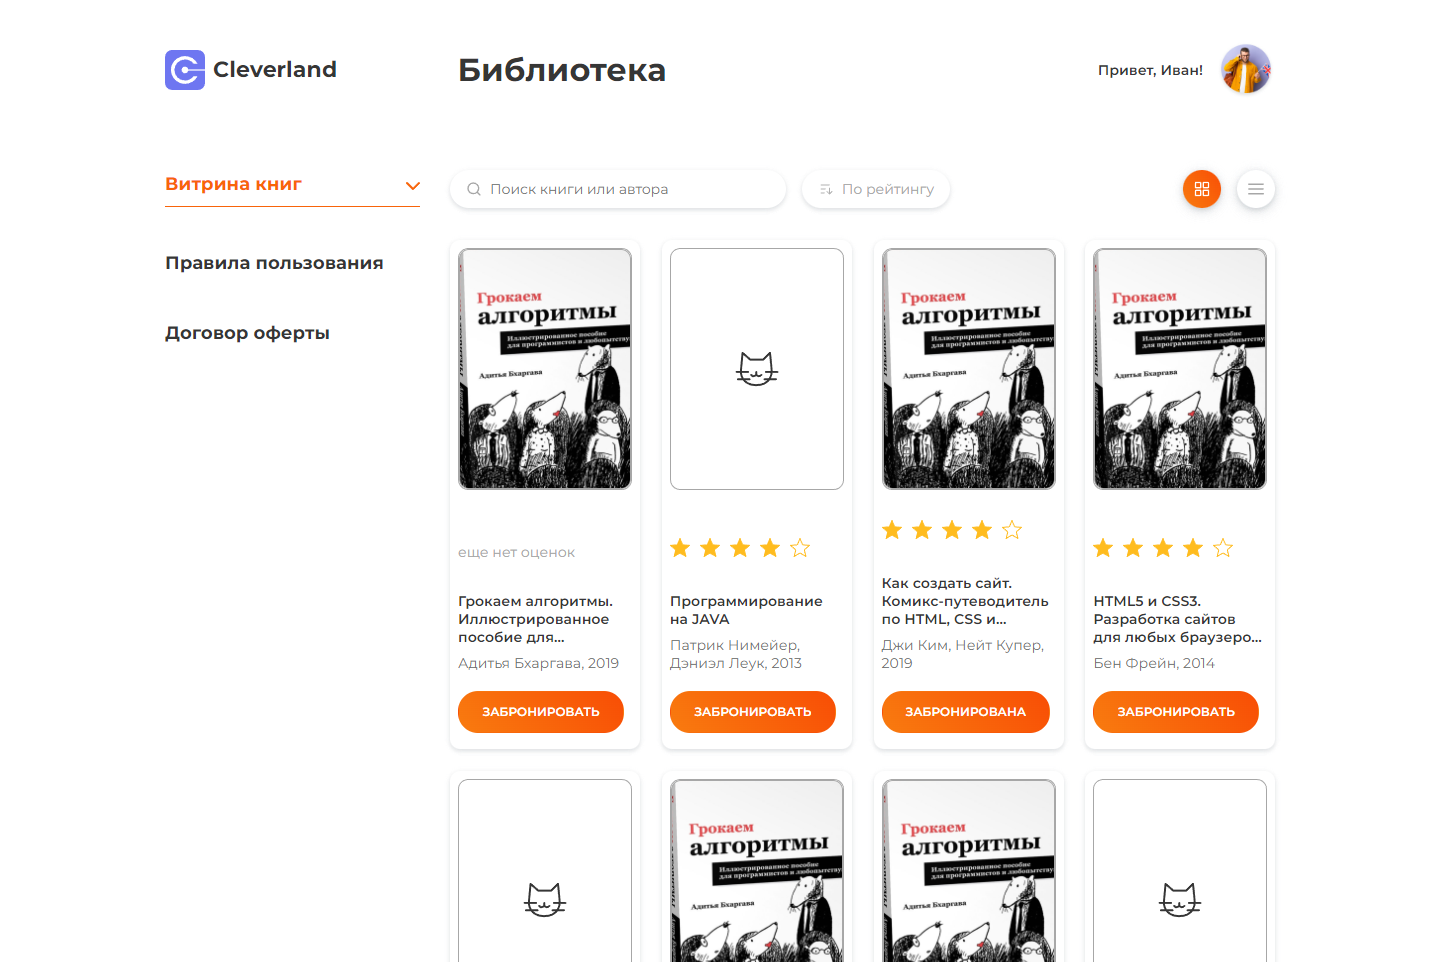 Cleverland
Библиотека
Привет, Иван!
Витрина книг
Правила пользования
Договор оферты
Поиск книги или автора
По рейтингу
Грокаем
алгоритмы
Иллюстрированное пособие
для программистов и любопытству
Адитья Бхаргава
еще нет оценок
Грокаем алгоритмы.
Иллюстрированное
пособие для...
Адитья Бхаргава, 2019
ЗАБРОНИРОВАТЬ
Программирование
на JAVA
Патрик Нимейер,
Дэниэл Леук, 2013
ЗАБРОНИРОВАТЬ
Грокаем
алгоритмы
Иллюстрированное пособие
для программистов и любопытству
Адитья Бхаргава
Как создать сайт.
Комикс-путеводитель
по HTML, CSS и...
Джи Ким, Нейт Купер,
2019
ЗАБРОНИРОВАНА
Грокаем
алгоритмы
Иллюстрированное пособие
для программистов и любопытству
Адитья Бхаргава
HTML5 и CSS3.
Разработка сайтов
для любых браузеро...
Бен Фрейн, 2014
ЗАБРОНИРОВАТЬ
Грокаем
алгоритмы
Иллюстрированное пособие
для программистов и любопытству
Адитья Бхаргава
Грокаем
алгоритмы
Иллюстрированное пособие
для программистов и любопытству
Адитья Бхаргава